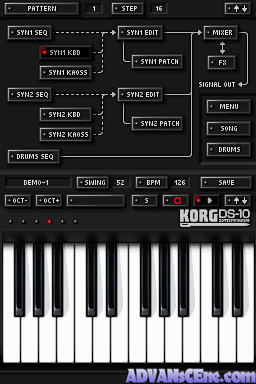 PATTERN 1 STEP 16
SYN1 SEQ SYN1 EDIT MIXER
SYN1 KBD
SYN1 KAOSS SYN1 PATCH FX
SIGNAL OUT
SYN2 SEQ SYN2 EDIT
MENU
SYN2 KBD
SYN2 KAOSS SYN2 PATCH
SONG
DRUMS SEQ DRUMS
DEMO-1 SWING 52 BPM 126 SAVE
OCT- OCT+ S
KORG DS-10
ADVANSCEnc.com